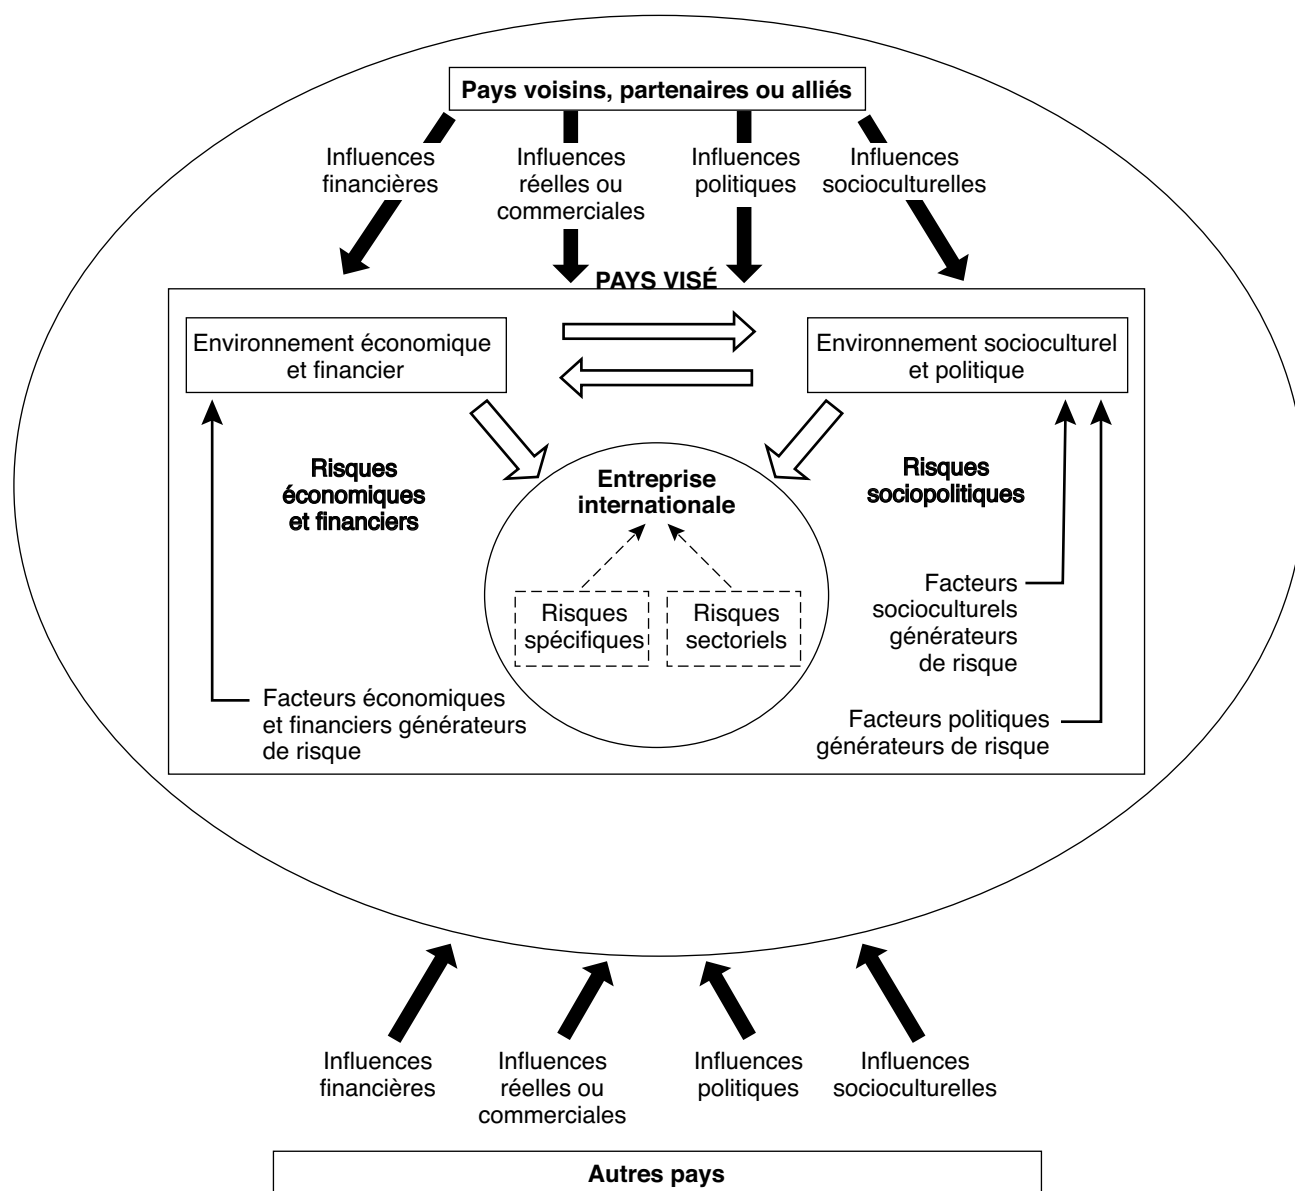 Pays voisins, partenaires ou alliés
Influences
financières
Influences
réelles ou
commerciales
Influences
politiques
Influences
socioculturelles
PAYS VISÉ
Environnement économique
et financier
Environnement socioculturel
et politique
Risques
économiques
et financiers
Entreprise
internationale
Risques
sociopolitiques
Risques
spécifiques
Risques
sectoriels
Facteurs
socioculturels
générateurs
de risque
Facteurs économiques
et financiers générateurs
de risque
Facteurs politiques
générateurs de risque
Influences
financières
Influences
réelles ou
commerciales
Influences
politiques
Influences
socioculturelles
Autres pays